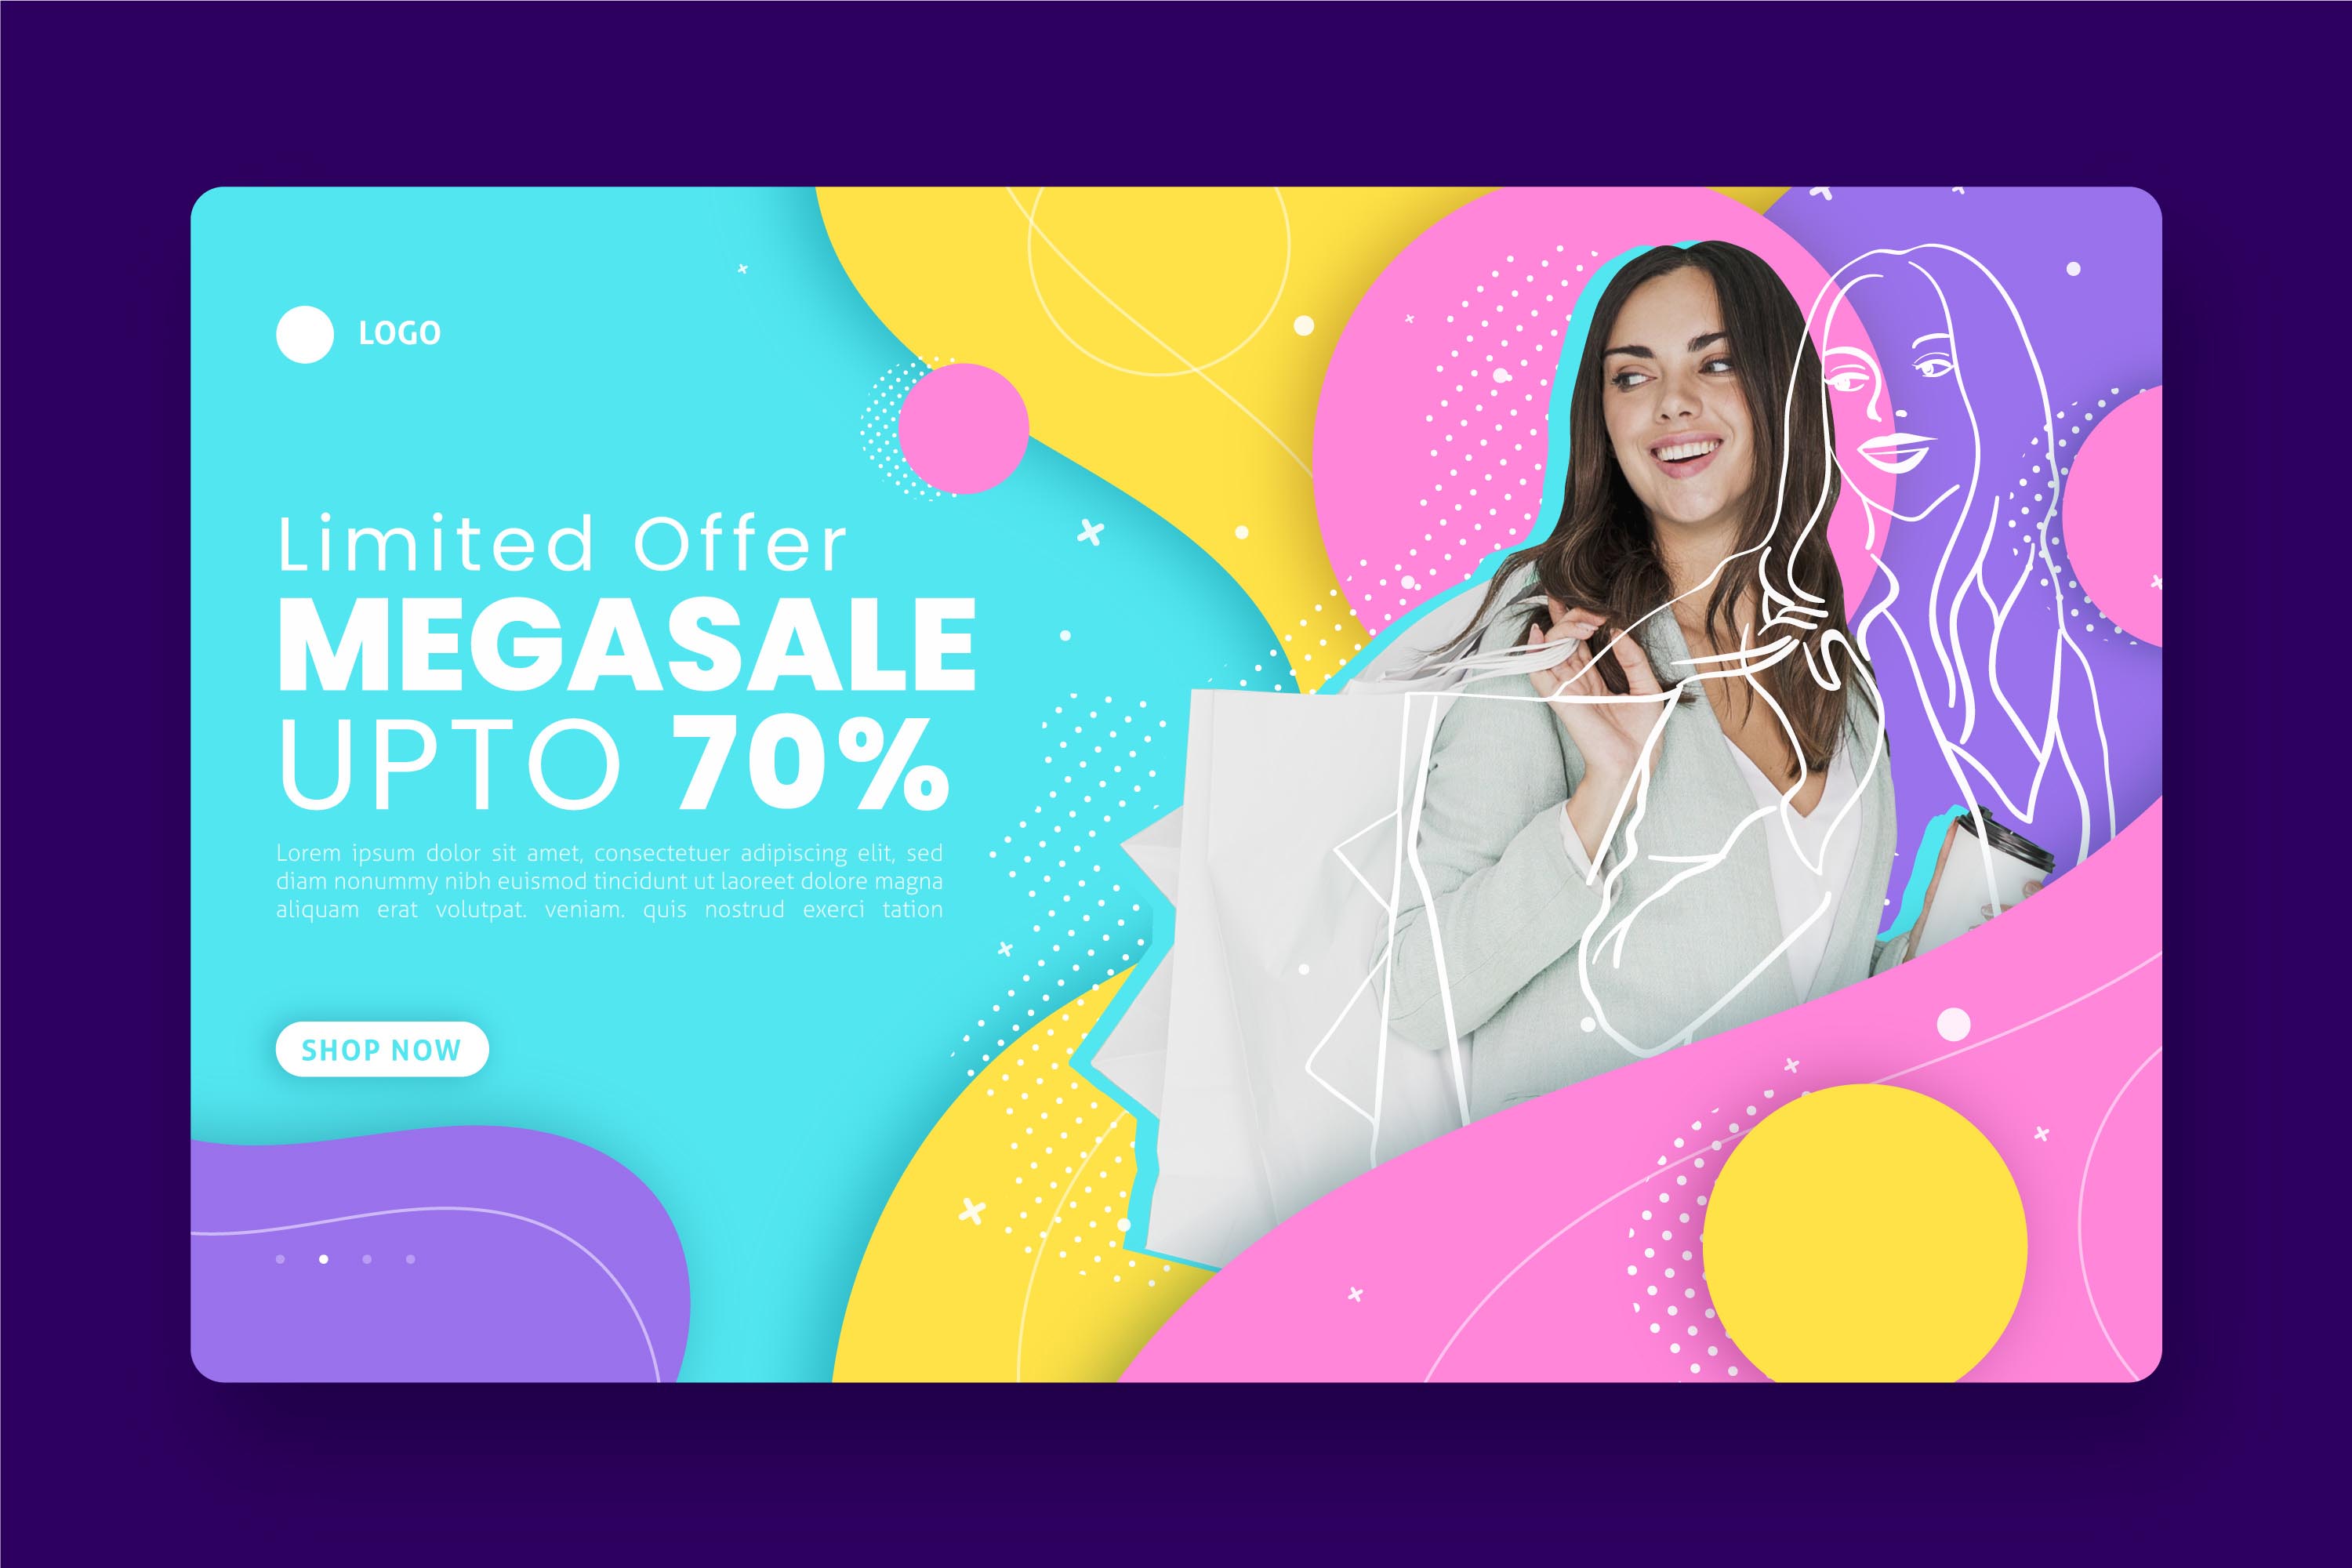 LOGO
Limited Offer
MEGASALE
UPTO 70%
Lorem ipsum dolor sit amet, consectetuer adipiscing elit, sed
diam nonummy nibh euismod tincidunt ut laoreet dolore magna
aliquam erat volutpat. veniam. quis nostrud exerci tation
SHOP NOW